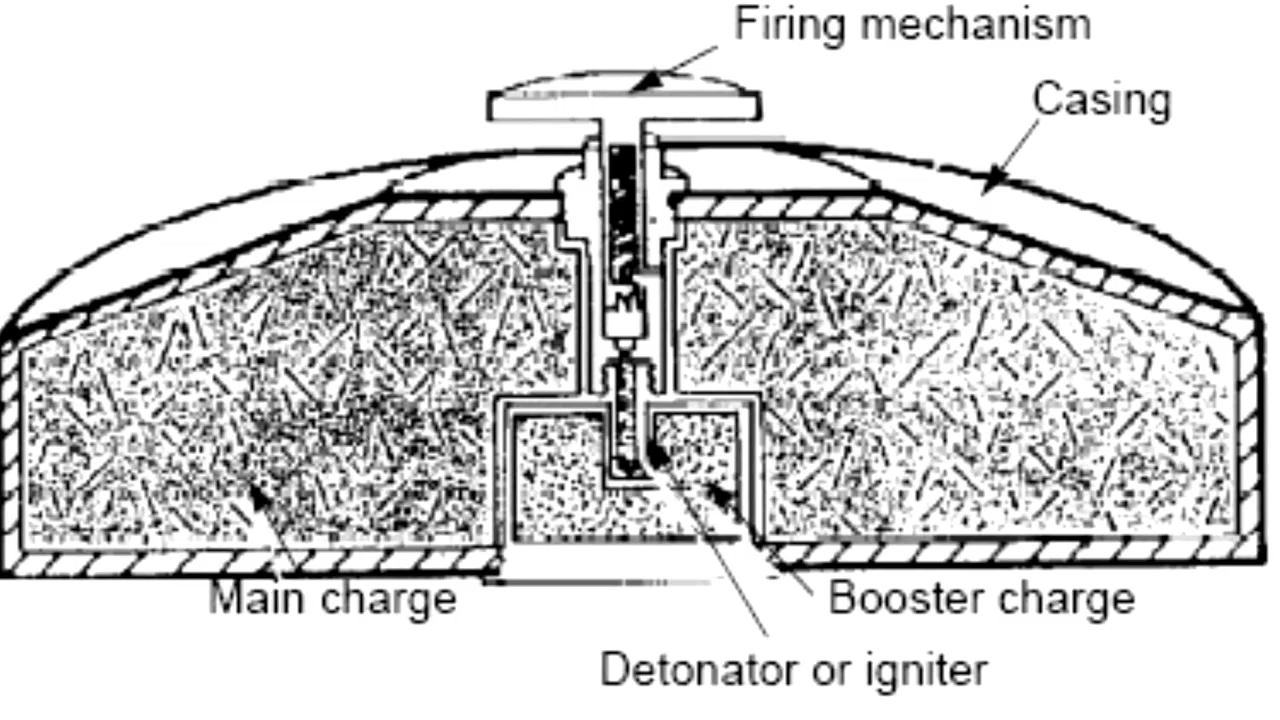 Firing mechanism
Casing
Main charge
Booster charge
Detonator or igniter